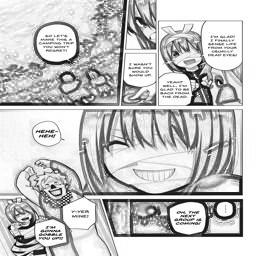 I'M GLAD
I FINALLY
SENSE LIFE
FROM YOUR
USUALLY
DEAD EYES!
YEAH? WELL,
I'M GLAD TO
BE BACK FROM
THE DEAD.
I WASN'T
SURE YOU
WOULD
SHOW UP.
SO LET'S
MAKE THIS A
CAMPING TRIP
YOU WON'T
REGRET!
HEHE-
HEH!
OH, THE
NEXT
GROUP IS
COMING!
Y-YER
MINE!
I'M GONNA
GOBBLE
YOU UP!!